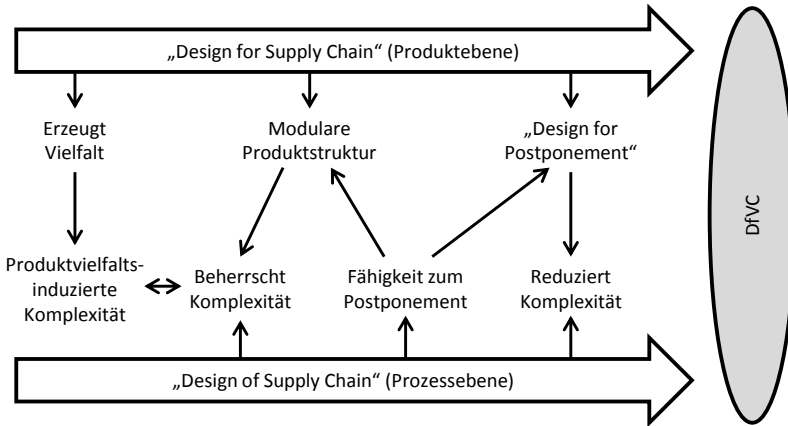 „Design for Supply Chain“ (Produktebene)
Erzeugt
Vielfalt
Modulare
Produktstruktur
„Design for
Postponement“
Produktvielfalts-
induzierte
Komplexität
Beherrscht
Komplexität
Fähigkeit zum
Postponement
Reduziert
Komplexität
„Design of Supply Chain“ (Prozessebene)
DfVC